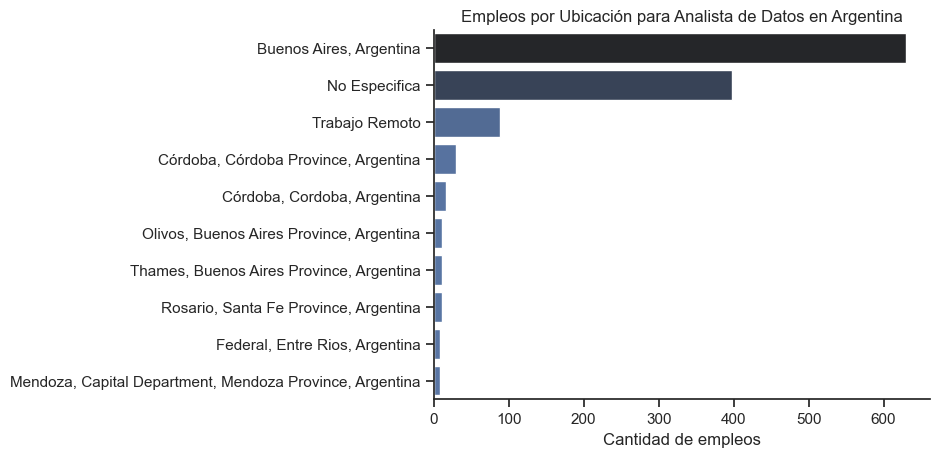 Empleos por Ubicación para Analista de Datos en Argentina
Buenos Aires, Argentina
No Especifica
Trabajo Remoto
Córdoba, Córdoba Province, Argentina
Córdoba, Cordoba, Argentina
Olivos, Buenos Aires Province, Argentina
Thames, Buenos Aires Province, Argentina
Rosario, Santa Fe Province, Argentina
Federal, Entre Rios, Argentina
Mendoza, Capital Department, Mendoza Province, Argentina
0 100 200 300 400 500 600
Cantidad de empleos